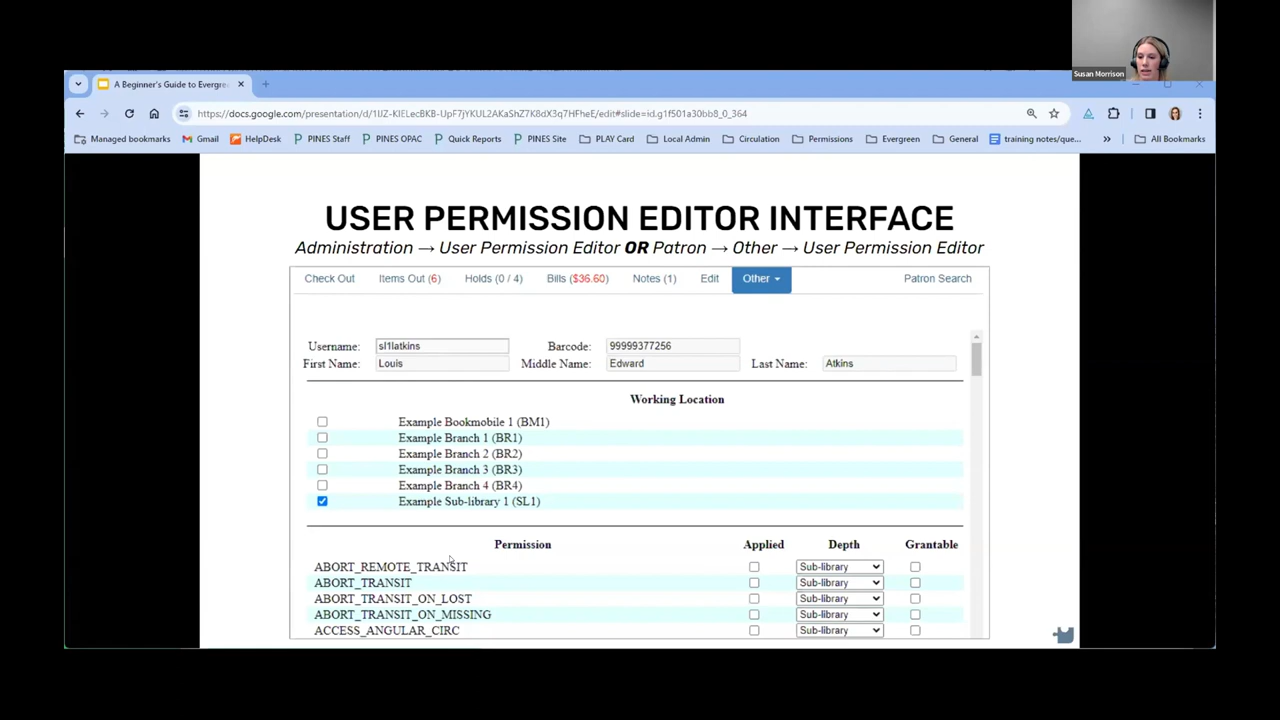 Susan Morrison
A Beginner's Guide to Evergree
https://docs.google.com/presentation/d/1UZ-KIELecBKB-UpF7jYKUL2AKaShZ7K8dX3q7HFheE/edit#slide=id.g1f501a30bb8_0_364
Managed bookmarks Gmail HelpDesk PINES Staff PINES OPAC Quick Reports PINES Site PLAY Card Local Admin Circulation Permissions Evergreen General training notes/que... » All Bookmarks
USER PERMISSION EDITOR INTERFACE
Administration → User Permission Editor OR Patron → Other → User Permission Editor
Check Out Items Out (6) Holds (0 / 4) Bills ($36.60) Notes (1) Edit Other Patron Search
Username: sl1latkins Barcode: 99999377256
First Name: Louis Middle Name: Edward Last Name: Atkins
Working Location
Example Bookmobile 1 (BM1)
Example Branch 1 (BR1)
Example Branch 2 (BR2)
Example Branch 3 (BR3)
Example Branch 4 (BR4)
Example Sub-library 1 (SL1)
Permission Applied Depth Grantable
ABORT_REMOTE_TRANSIT Sub-library
ABORT_TRANSIT Sub-library
ABORT_TRANSIT_ON_LOST Sub-library
ABORT_TRANSIT_ON_MISSING Sub-library
ACCESS_ANGULAR_CIRC Sub-library